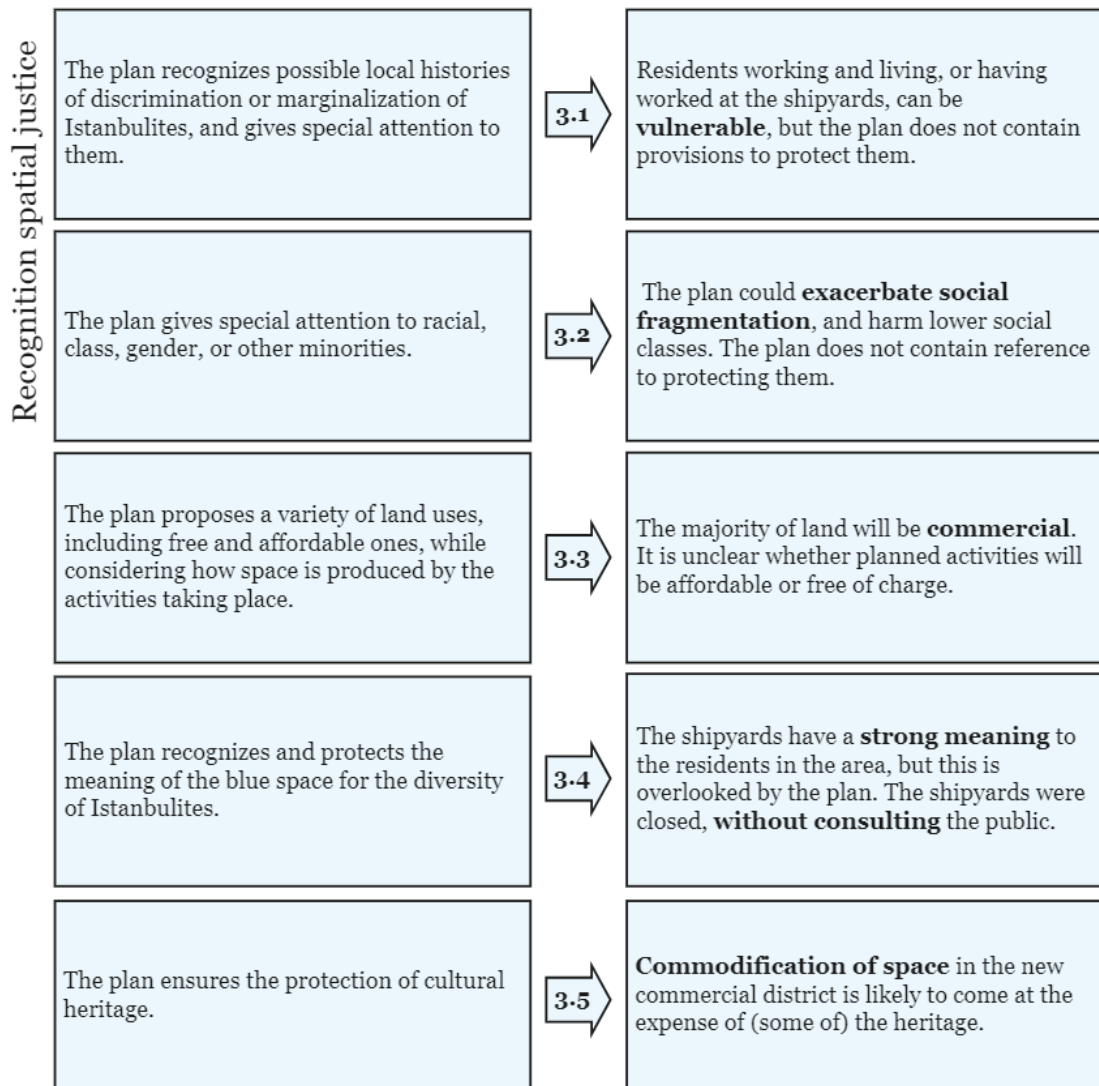 Recognition spatial justice
The plan recognizes possible local histories
of discrimination or marginalization of
Istanbulites, and gives special attention to
them.
3.1
Residents working and living, or having
worked at the shipyards, can be
vulnerable, but the plan does not contain
provisions to protect them.
The plan gives special attention to racial,
class, gender, or other minorities.
3.2
The plan could exacerbate social
fragmentation, and harm lower social
classes. The plan does not contain reference
to protecting them.
The plan proposes a variety of land uses,
including free and affordable ones, while
considering how space is produced by the
activities taking place.
3.3
The majority of land will be commercial.
It is unclear whether planned activities will
be affordable or free of charge.
The plan recognizes and protects the
meaning of the blue space for the diversity
of Istanbulites.
3.4
The shipyards have a strong meaning to
the residents in the area, but this is
overlooked by the plan. The shipyards were
closed, without consulting the public.
The plan ensures the protection of cultural
heritage.
3.5
Commodification of space in the new
commercial district is likely to come at the
expense of (some of) the heritage.